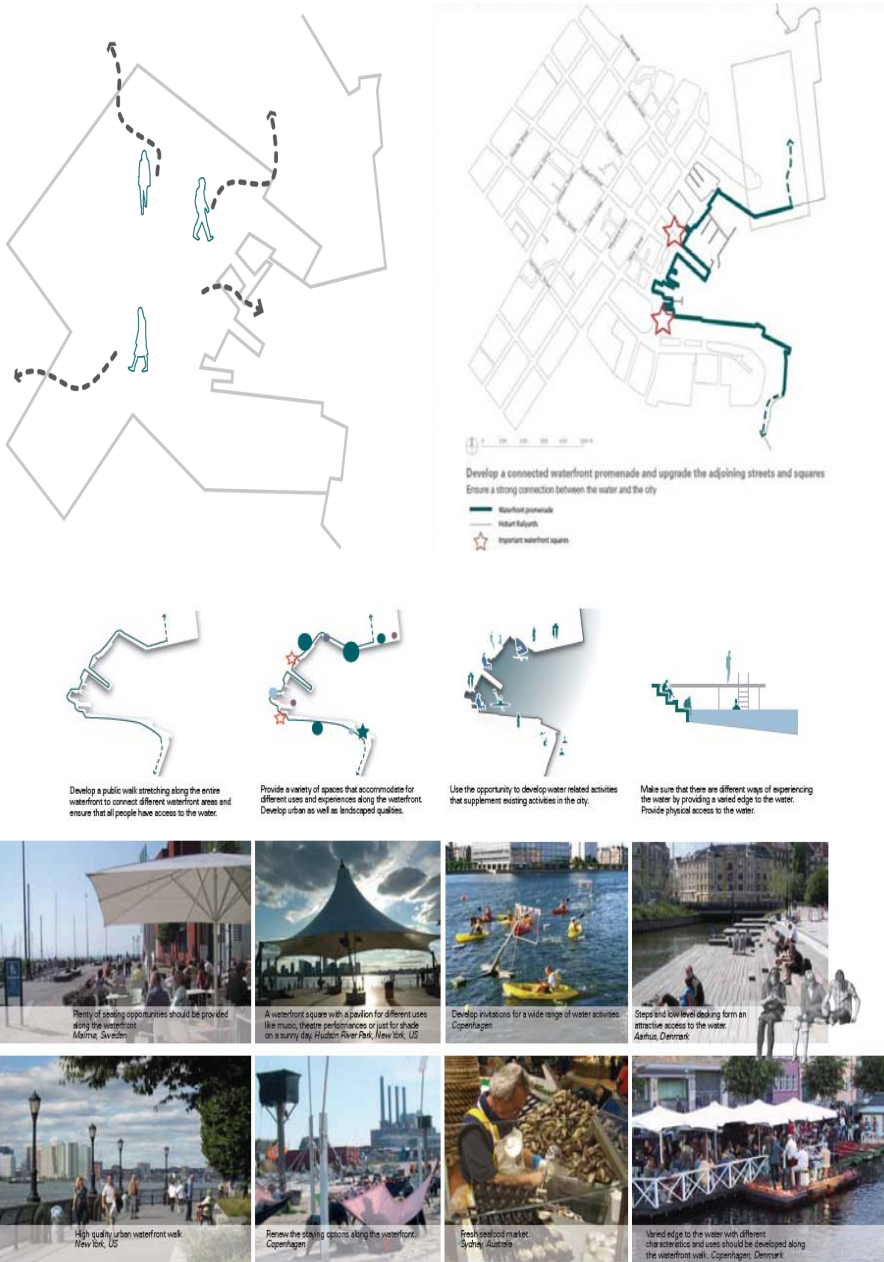 Develop a connected waterfront promenade and upgrade the adjoining streets and squares
Ensure a strong connection between the water and the city
Waterfront promenade
Hobart Railyards
Important waterfront squares
Develop a public walk stretching along the entire
waterfront to connect different waterfront areas and
ensure that all people have access to the water.
Provide a variety of spaces that accommodate for
different uses and experiences along the waterfront.
Develop urban as well as landscaped qualities.
Use the opportunity to develop water related activities
that supplement existing activities in the city.
Make sure that there are different ways of experiencing
the water by providing a varied edge to the water.
Provide physical access to the water.
Plenty of seating opportunities should be provided
along the waterfront
Malmø, Sweden
A waterfront square with a pavilion for different uses
like music, theatre performances or just for shade
on a sunny day. Hudson River Park, New York, US
Develop invitations for a wide range of water activities.
Copenhagen
Steps and low level decking form an
attractive access to the water.
Aarhus, Denmark
High quality urban waterfront walk
New York, US
Renew the staying options along the waterfront.
Copenhagen
Fresh seafood market.
Sydney, Australia
Varied edge to the water with different
characteristics and uses should be developed along
the waterfront walk. Copenhagen, Denmark